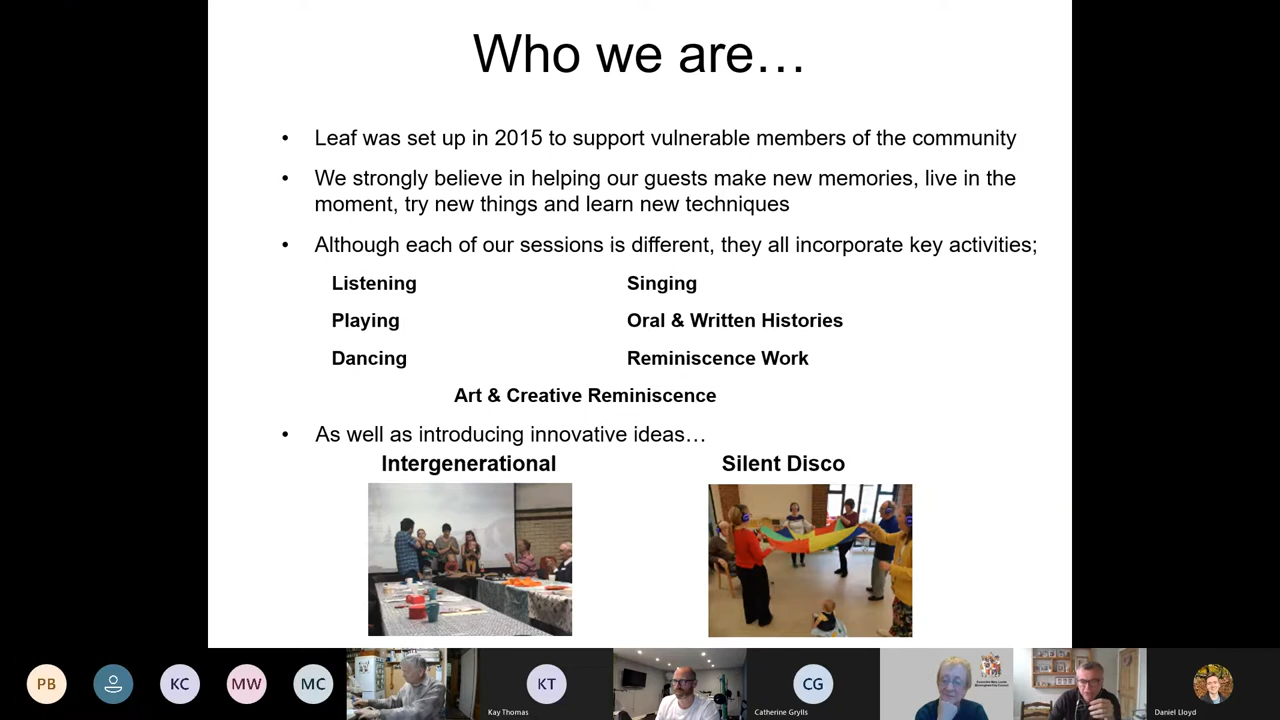 Who we are…
• Leaf was set up in 2015 to support vulnerable members of the community
• We strongly believe in helping our guests make new memories, live in the
moment, try new things and learn new techniques
• Although each of our sessions is different, they all incorporate key activities;
Listening Singing
Playing Oral & Written Histories
Dancing Reminiscence Work
Art & Creative Reminiscence
• As well as introducing innovative ideas…
Intergenerational Silent Disco
PB KC MW MC KT CG
Kay Thomas Catherine Grylls Daniel Lloyd